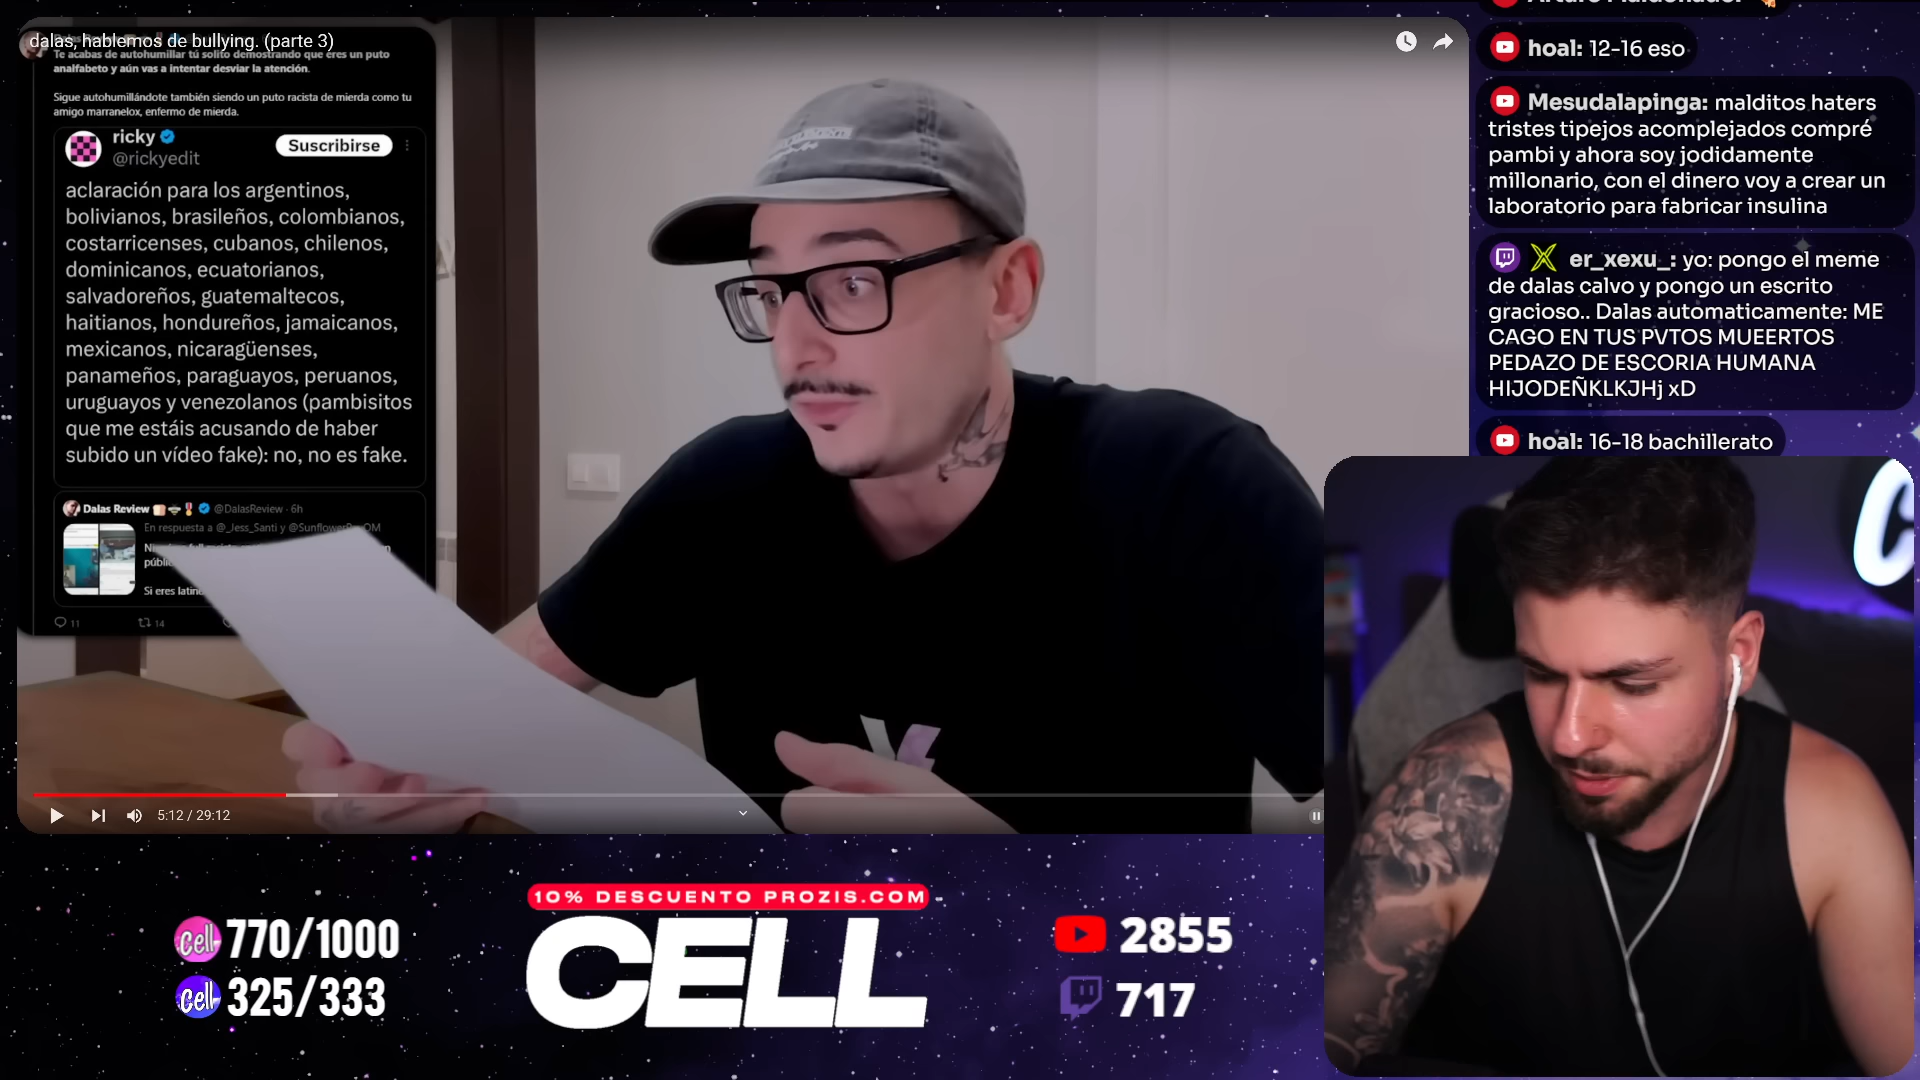 dalas, hablemos de bullying. (parte 3)
Te acabas de autohumillar tú solito demostrando que eres un puto
analfabeto y aún vas a intentar desviar la atención.
Sigue autohumillándote también siendo un puto racista de mierda como tu
amigo marranelox, enfermo de mierda.
ricky
@rickyedit
Suscribirse
aclaración para los argentinos,
bolivianos, brasileños, colombianos,
costarricenses, cubanos, chilenos,
dominicanos, ecuatorianos,
salvadoreños, guatemaltecos,
haitianos, hondureños, jamaicanos,
mexicanos, nicaragüenses,
panameños, paraguayos, peruanos,
uruguayos y venezolanos (pambisitos
que me estáis acusando de haber
subido un vídeo fake): no, no es fake.
Dalas Review @DalasReview · 6h
En respuesta a @_Jess_Santi y
públic
Si eres latin
11
14
5:12 / 29:12
hoal: 12-16 eso
Mesudalapinga: malditos haters
tristes tipejos acomplejados compré
pambi y ahora soy jodidamente
millonario, con el dinero voy a crear un
laboratorio para fabricar insulina
er_xexu_: yo: pongo el meme
de dalas calvo y pongo un escrito
gracioso.. Dalas automaticamente: ME
CAGO EN TUS PVTOS MUEERTOS
PEDAZO DE ESCORIA HUMANA
HIJODEÑKLKJHj xD
hoal: 16-18 bachillerato
cell 770/1000
cell 325/333
10% DESCUENTO PROZIS.COM
CELL
2855
717